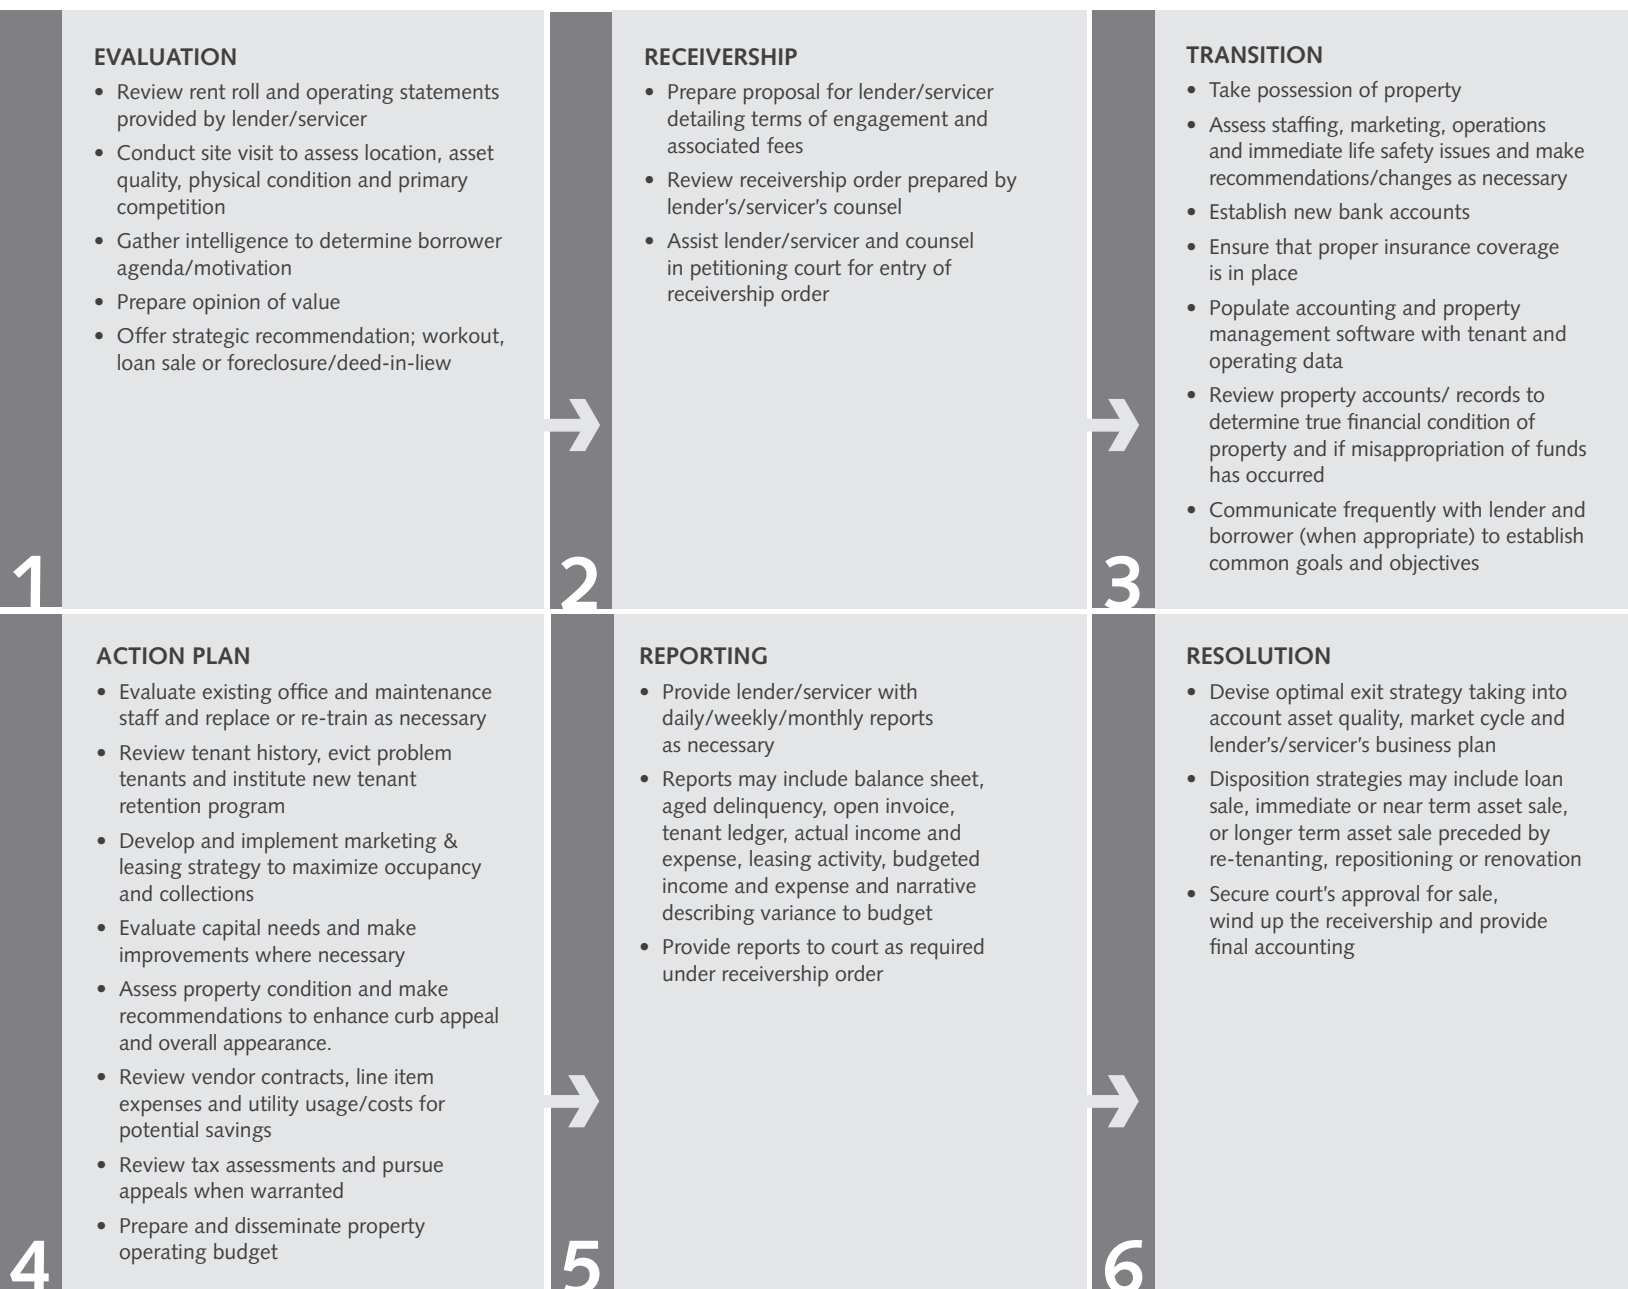 EVALUATION
• Review rent roll and operating statements
provided by lender/servicer
• Conduct site visit to assess location, asset
quality, physical condition and primary
competition
• Gather intelligence to determine borrower
agenda/motivation
• Prepare opinion of value
• Offer strategic recommendation; workout,
loan sale or foreclosure/deed-in-liew
1
RECEIVERSHIP
• Prepare proposal for lender/servicer
detailing terms of engagement and
associated fees
• Review receivership order prepared by
lender's/servicer's counsel
• Assist lender/servicer and counsel
in petitioning court for entry of
receivership order
2
TRANSITION
• Take possession of property
• Assess staffing, marketing, operations
and immediate life safety issues and make
recommendations/changes as necessary
• Establish new bank accounts
• Ensure that proper insurance coverage
is in place
• Populate accounting and property
management software with tenant and
operating data
• Review property accounts/ records to
determine true financial condition of
property and if misappropriation of funds
has occurred
• Communicate frequently with lender and
borrower (when appropriate) to establish
common goals and objectives
3
ACTION PLAN
• Evaluate existing office and maintenance
staff and replace or re-train as necessary
• Review tenant history, evict problem
tenants and institute new tenant
retention program
• Develop and implement marketing &
leasing strategy to maximize occupancy
and collections
• Evaluate capital needs and make
improvements where necessary
• Assess property condition and make
recommendations to enhance curb appeal
and overall appearance.
• Review vendor contracts, line item
expenses and utility usage/costs for
potential savings
• Review tax assessments and pursue
appeals when warranted
• Prepare and disseminate property
operating budget
4
REPORTING
• Provide lender/servicer with
daily/weekly/monthly reports
as necessary
• Reports may include balance sheet,
aged delinquency, open invoice,
tenant ledger, actual income and
expense, leasing activity, budgeted
income and expense and narrative
describing variance to budget
• Provide reports to court as required
under receivership order
5
RESOLUTION
• Devise optimal exit strategy taking into
account asset quality, market cycle and
lender's/servicer's business plan
• Disposition strategies may include loan
sale, immediate or near term asset sale,
or longer term asset sale preceded by
re-tenanting, repositioning or renovation
• Secure court's approval for sale,
wind up the receivership and provide
final accounting
6